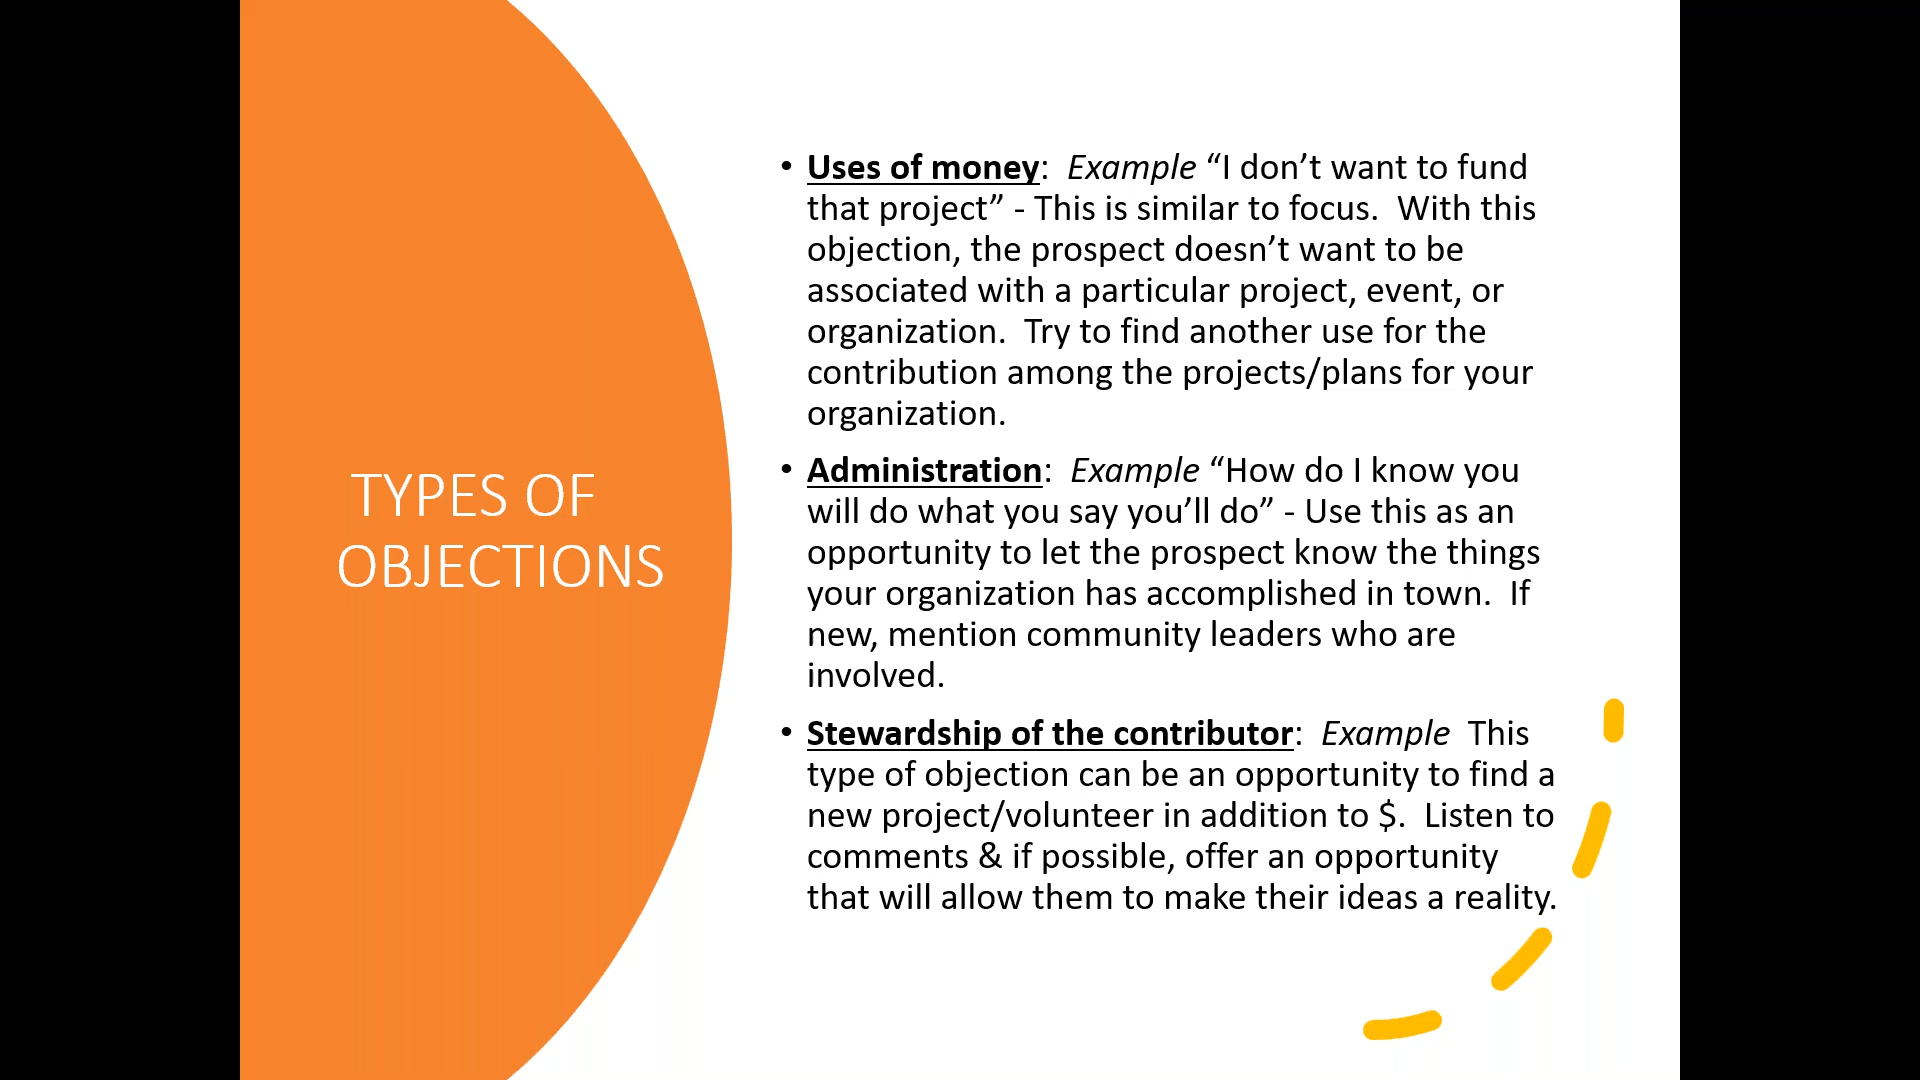 TYPES OF
OBJECTIONS
• Uses of money:  Example “I don’t want to fund
that project” - This is similar to focus.  With this
objection, the prospect doesn’t want to be
associated with a particular project, event, or
organization.  Try to find another use for the
contribution among the projects/plans for your
organization.
• Administration:  Example “How do I know you
will do what you say you’ll do” - Use this as an
opportunity to let the prospect know the things
your organization has accomplished in town.  If
new, mention community leaders who are
involved.
• Stewardship of the contributor:  Example  This
type of objection can be an opportunity to find a
new project/volunteer in addition to $.  Listen to
comments & if possible, offer an opportunity
that will allow them to make their ideas a reality.